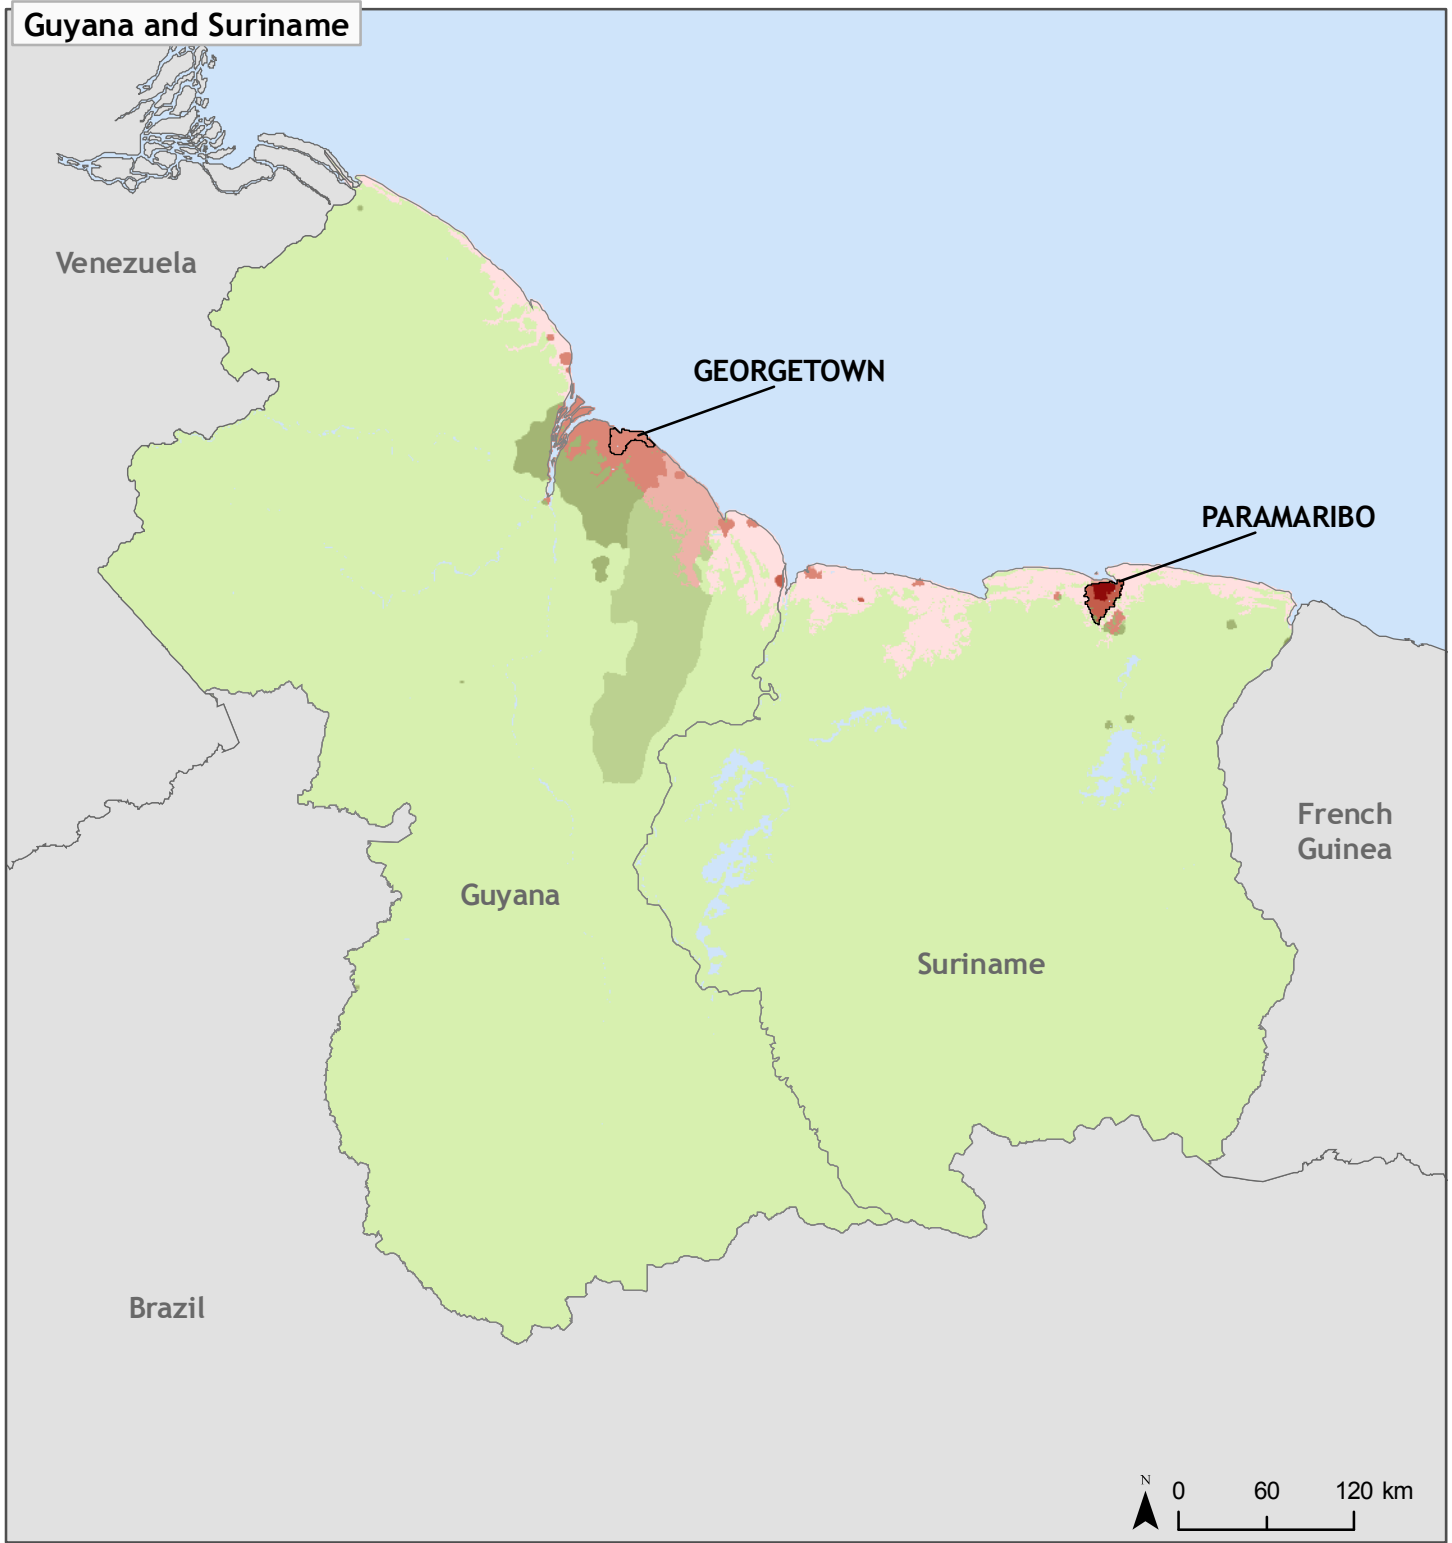 Guyana and Suriname
Venezuela
GEORGETOWN
PARAMARIBO
French
Guinea
Guyana
Suriname
Brazil
N
0 60 120 km